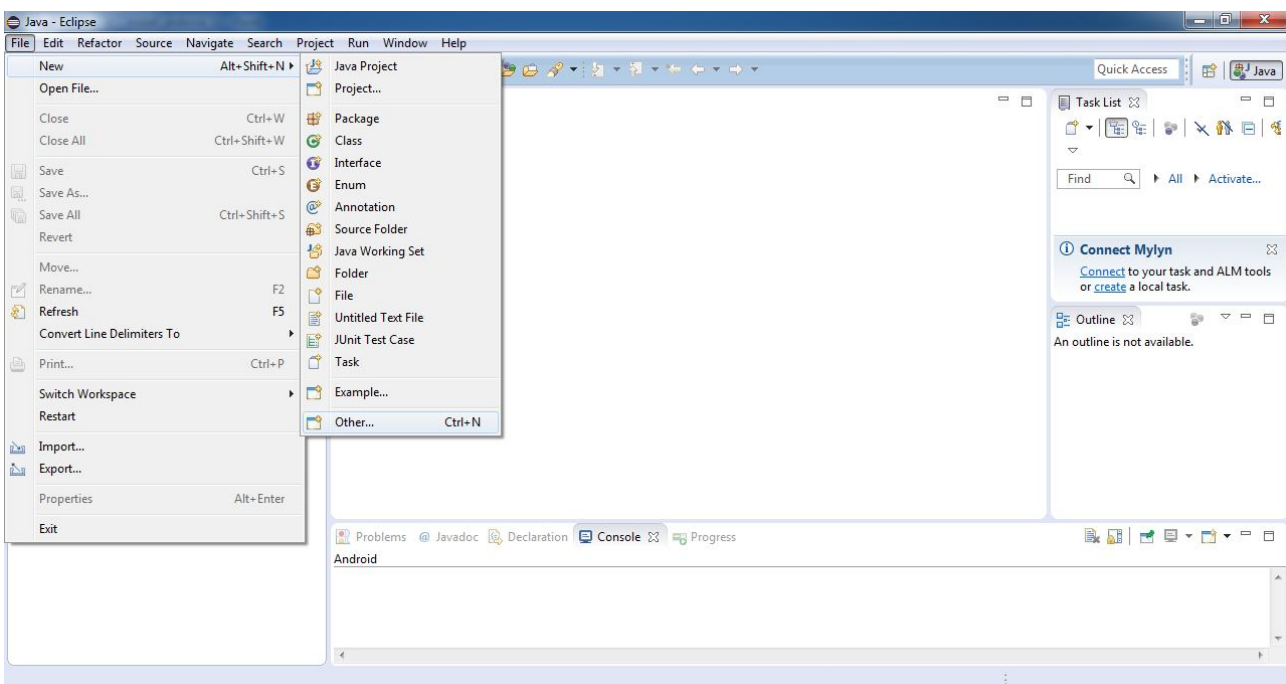 Java - Eclipse
File Edit Refactor Source Navigate Search Project Run Window Help
Quick Access Java
New Alt+Shift+N
Open File...
Close Ctrl+W
Close All Ctrl+Shift+W
Save Ctrl+S
Save As...
Save All Ctrl+Shift+S
Revert
Move...
Rename... F2
Refresh F5
Convert Line Delimiters To
Print... Ctrl+P
Switch Workspace
Restart
Import...
Export...
Properties Alt+Enter
Exit
Java Project
Project...
Package
Class
Interface
Enum
Annotation
Source Folder
Java Working Set
Folder
File
Untitled Text File
JUnit Test Case
Task
Example...
Other... Ctrl+N
Task List
Find All Activate...
Connect Mylyn
Connect to your task and ALM tools
or create a local task.
Outline
An outline is not available.
Problems @ Javadoc Declaration Console Progress
Android